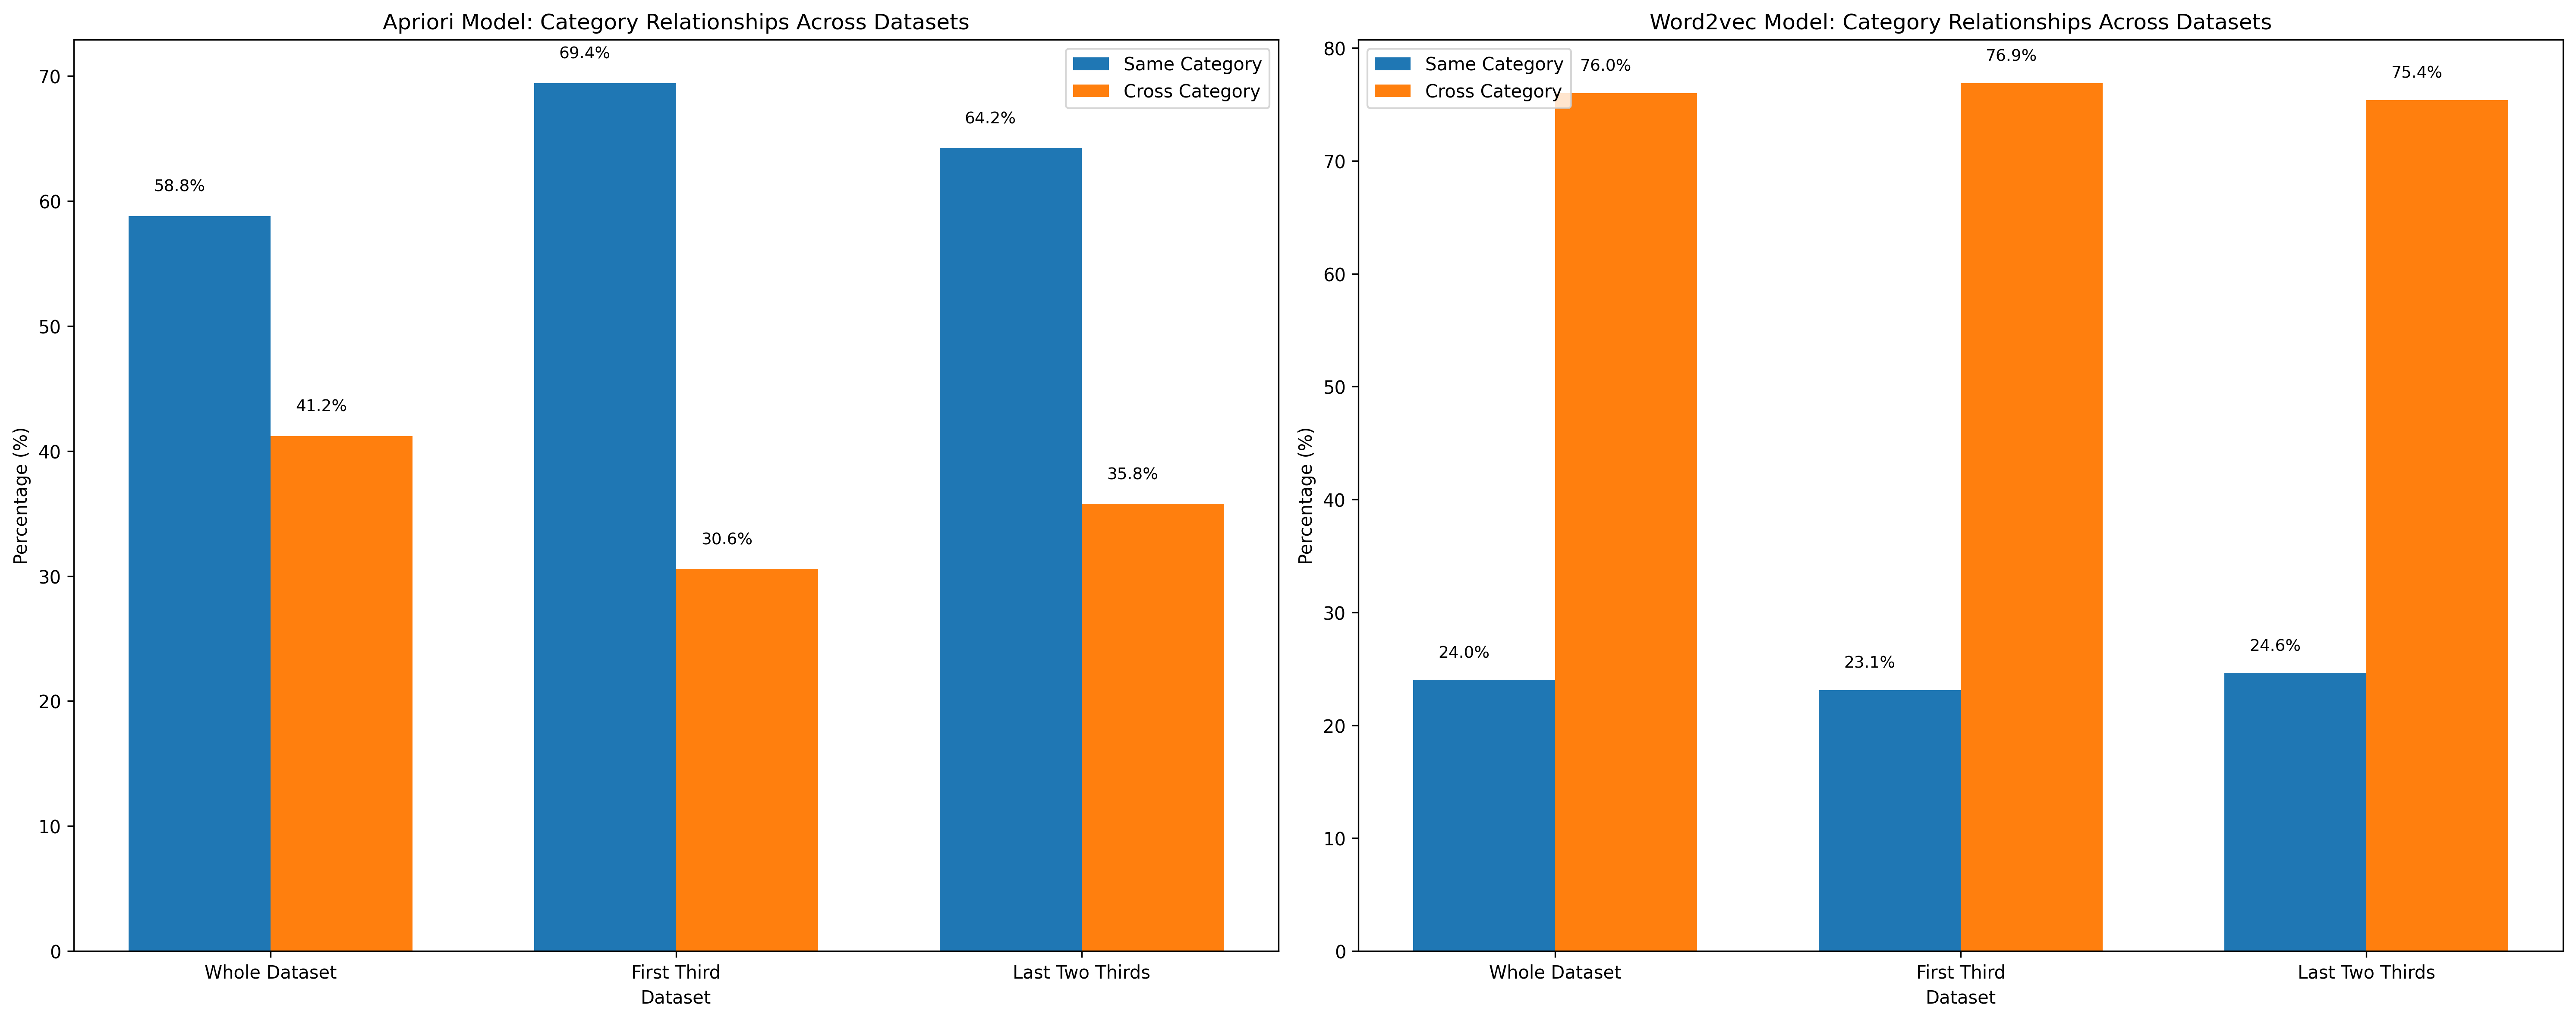 Apriori Model: Category Relationships Across Datasets
Percentage (%)
70
60
50
40
30
20
10
0
58.8%
41.2%
69.4%
30.6%
64.2%
35.8%
Same Category
Cross Category
Whole Dataset
First Third
Last Two Thirds
Dataset
Word2vec Model: Category Relationships Across Datasets
Percentage (%)
80
70
60
50
40
30
20
10
0
Same Category
Cross Category
24.0%
76.0%
23.1%
76.9%
24.6%
75.4%
Whole Dataset
First Third
Last Two Thirds
Dataset